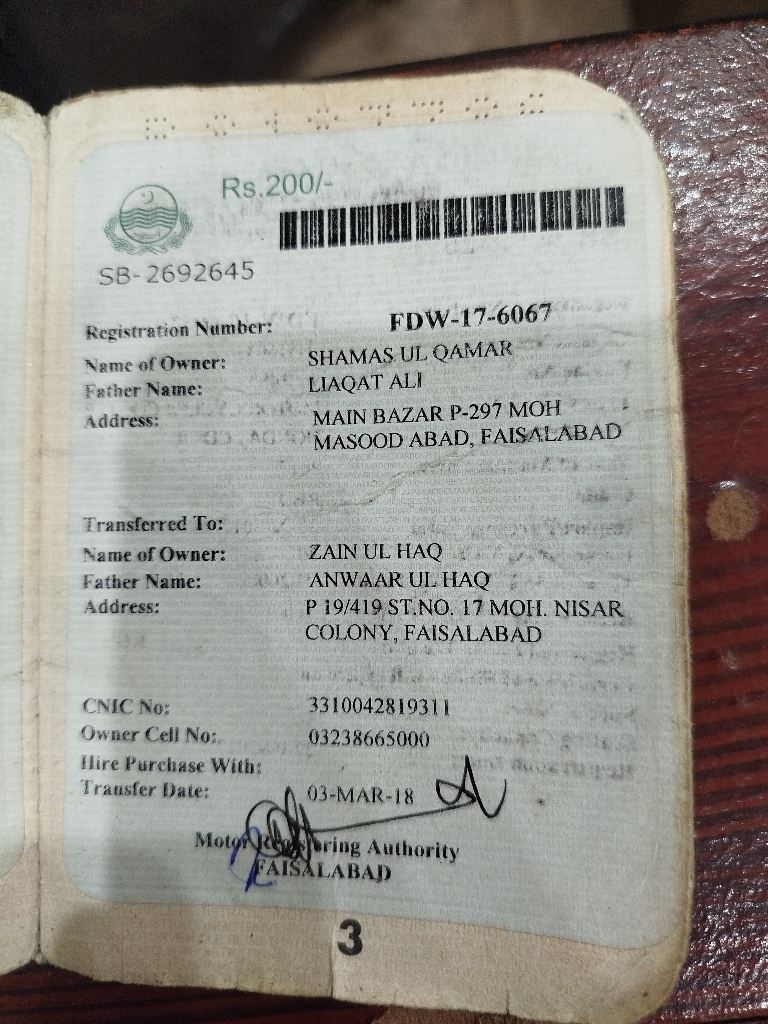 Rs.200/-
SB-2692645
Registration Number: FDW-17-6067
Name of Owner: SHAMAS UL QAMAR
Father Name: LIAQAT ALI
Address: MAIN BAZAR P-297 MOH
MASOOD ABAD, FAISALABAD
Transferred To:
Name of Owner: ZAIN UL HAQ
Father Name: ANWAAR UL HAQ
Address: P 19/419 ST.NO. 17 MOH. NISAR
COLONY, FAISALABAD
CNIC No: 3310042819311
Owner Cell No: 03238665000
Hire Purchase With:
Transfer Date: 03-MAR-18
Motor Registering Authority
FAISALABAD
3